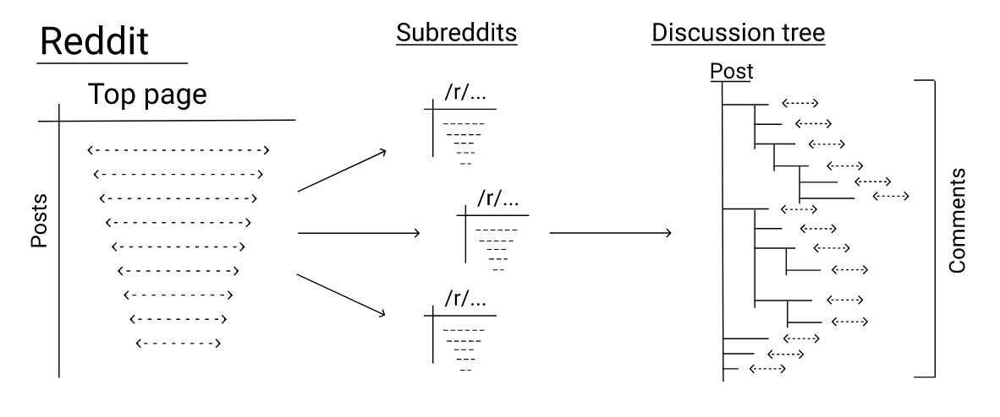 Reddit
Top page
Posts
Subreddits
/r/...
/r/...
/r/...
Discussion tree
Post
Comments